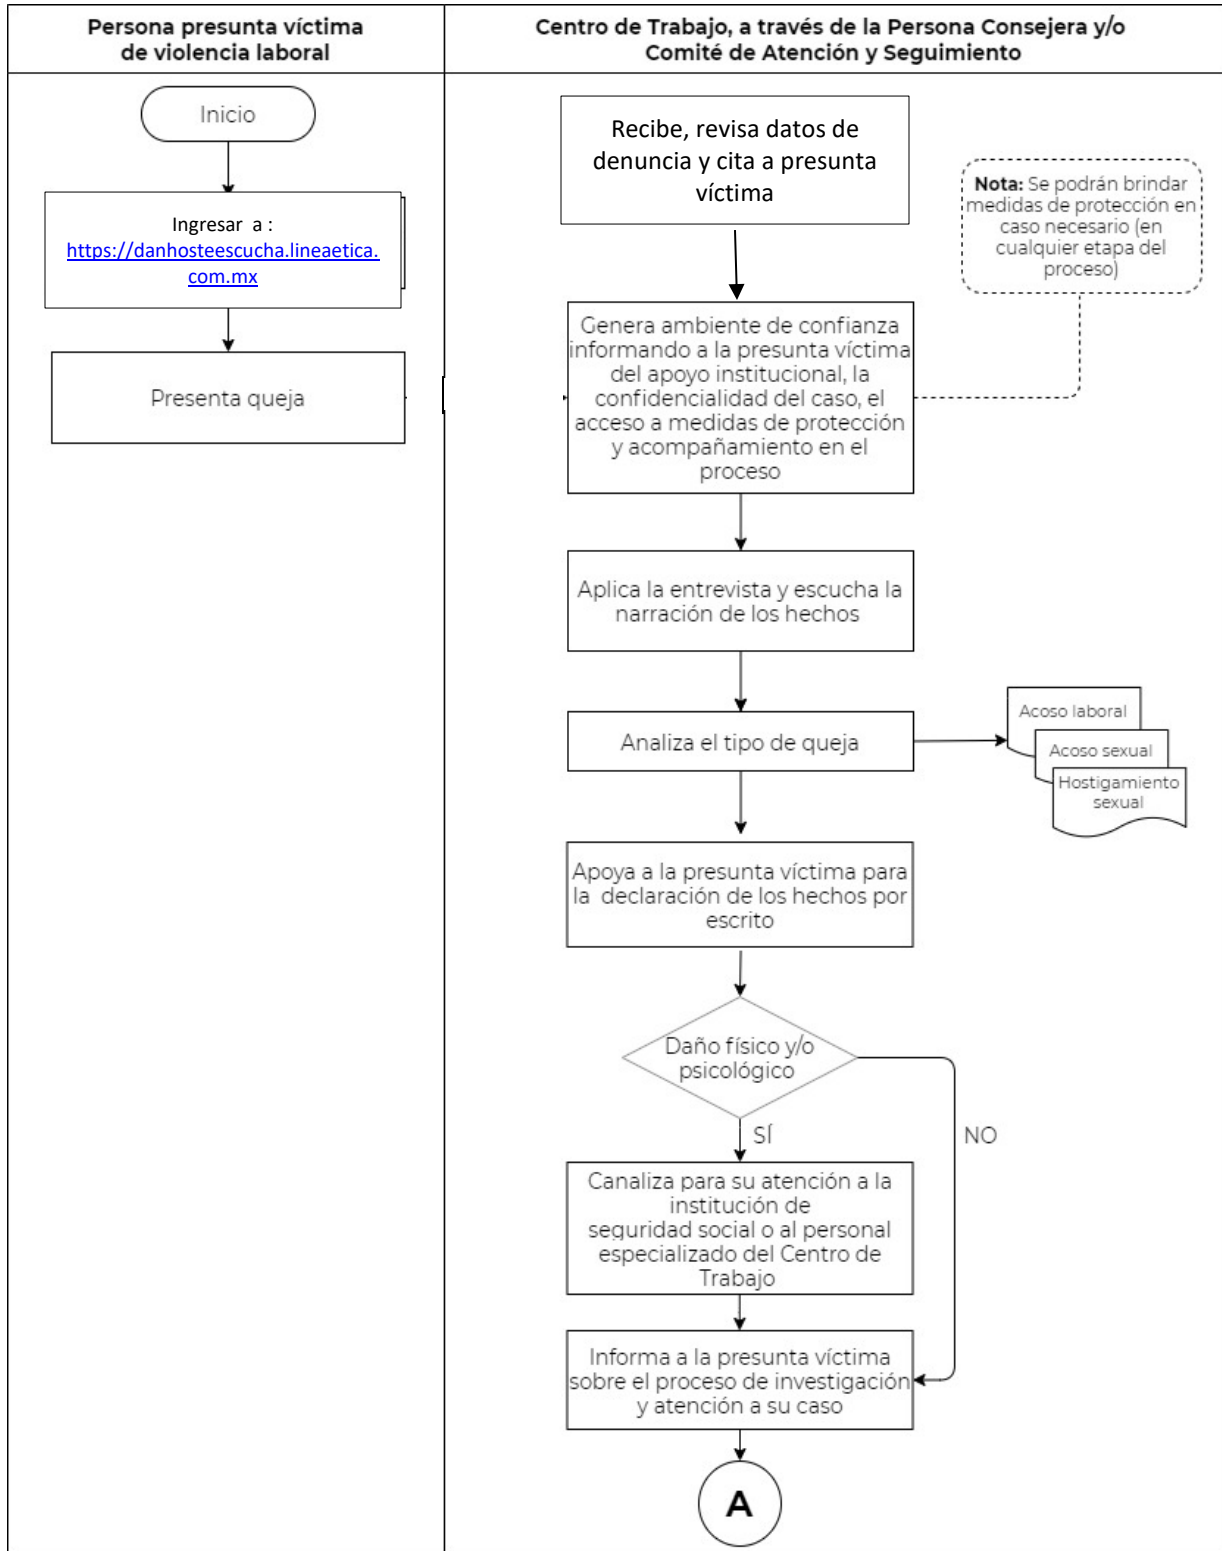 Persona presunta víctima
de violencia laboral
Centro de Trabajo, a través de la Persona Consejera y/o
Comité de Atención y Seguimiento
Inicio
Ingresar a :
https://danhosteescucha.lineaetica.
com.mx
Presenta queja
Recibe, revisa datos de
denuncia y cita a presunta
víctima
Nota: Se podrán brindar
medidas de protección en
caso necesario (en
cualquier etapa del
proceso)
Genera ambiente de confianza
informando a la presunta víctima
del apoyo institucional, la
confidencialidad del caso, el
acceso a medidas de protección
y acompañamiento en el
proceso
Aplica la entrevista y escucha la
narración de los hechos
Analiza el tipo de queja
Acoso laboral
Acoso sexual
Hostigamiento
sexual
Apoya a la presunta víctima para
la declaración de los hechos por
escrito
Daño físico y/o
psicológico
SÍ
NO
Canaliza para su atención a la
institución de
seguridad social o al personal
especializado del Centro de
Trabajo
Informa a la presunta víctima
sobre el proceso de investigación
y atención a su caso
A